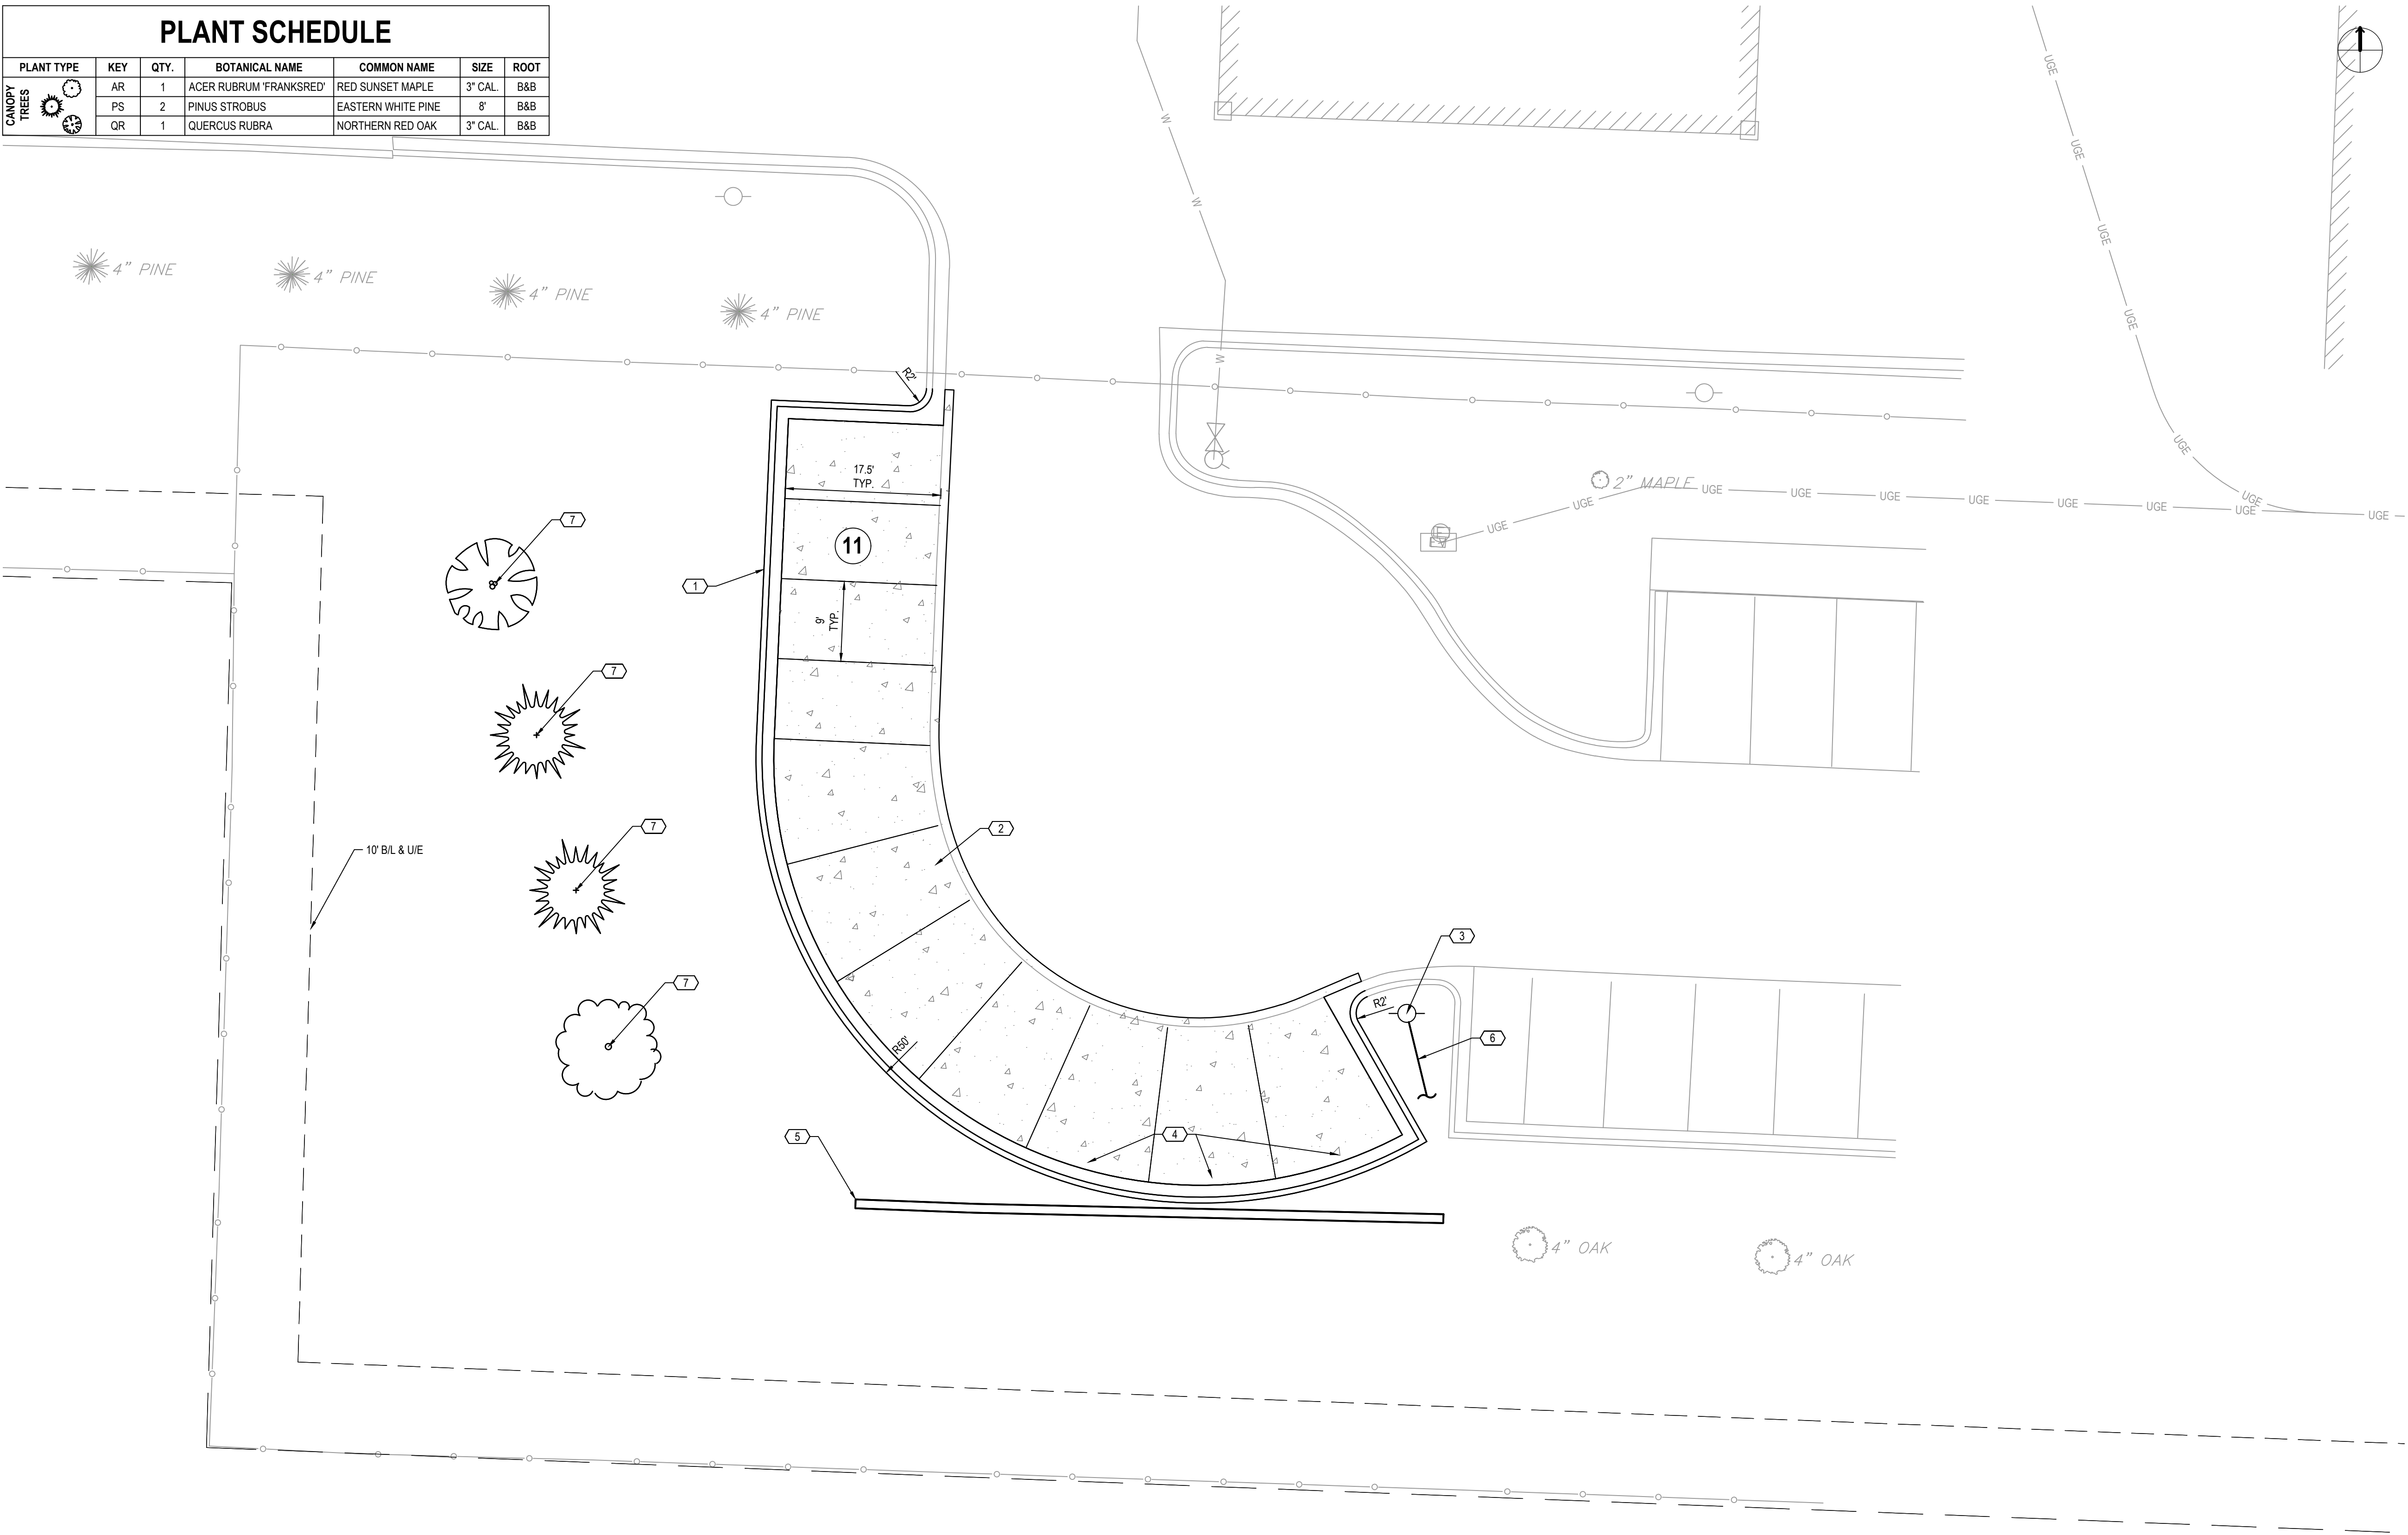 PLANT SCHEDULE
PLANT TYPE KEY QTY. BOTANICAL NAME COMMON NAME SIZE ROOT
CANOPY TREES
AR 1 ACER RUBRUM 'FRANKSRED' RED SUNSET MAPLE 3" CAL. B&B
PS 2 PINUS STROBUS EASTERN WHITE PINE 8' B&B
QR 1 QUERCUS RUBRA NORTHERN RED OAK 3" CAL. B&B
UGE
W
UGE
W
UGE
4" PINE
4" PINE
4" PINE
4" PINE
UGE
W
R2'
UGE
17.5'
TYP.
2" MAPLE
UGE
UGE
UGE
UGE
UGE
UGE
UGE
UGE
UGE
UGE
UGE
7
11
E
1
9'
TYP.
7
7
2
10' B/L & U/E
3
7
R2'
6
R50'
4
5
4" OAK
4" OAK